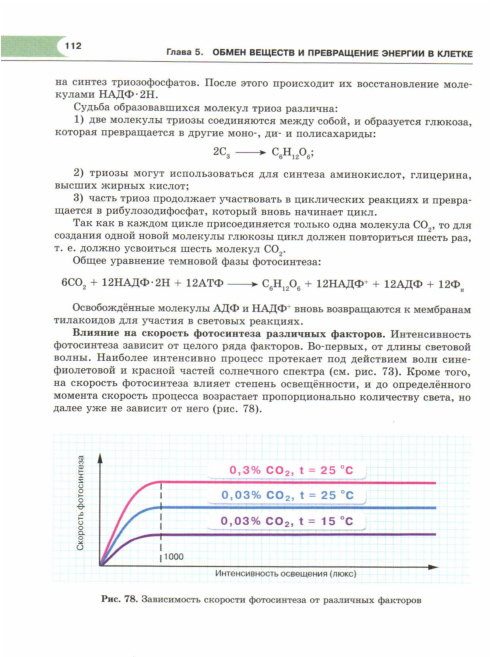 112
Глава 5. ОБМЕН ВЕЩЕСТВ И ПРЕВРАЩЕНИЕ ЭНЕРГИИ В КЛЕТКЕ
на синтез триозофосфатов. После этого происходит их восстановление моле-
кулами НАДФ·2Н.
Судьба образовавшихся молекул триоз различна:
1) две молекулы триозы соединяются между собой, и образуется глюкоза,
которая превращается в другие моно-, ди- и полисахариды:
2C₃ ⟶ C₆H₁₂O₆;
2) триозы могут использоваться для синтеза аминокислот, глицерина,
высших жирных кислот;
3) часть триоз продолжает участвовать в циклических реакциях и превра-
щается в рибулозодифосфат, который вновь начинает цикл.
Так как в каждом цикле присоединяется только одна молекула CO₂, то для
создания одной новой молекулы глюкозы цикл должен повториться шесть раз,
т. е. должно усвоиться шесть молекул CO₂.
Общее уравнение темновой фазы фотосинтеза:
6CO₂ + 12НАДФ·2Н + 12АТФ ⟶ C₆H₁₂O₆ + 12НАДФ⁺ + 12АДФ + 12Фₙ
Освобождённые молекулы АДФ и НАДФ⁺ вновь возвращаются к мембранам
тилакоидов для участия в световых реакциях.
Влияние на скорость фотосинтеза различных факторов. Интенсивность
фотосинтеза зависит от целого ряда факторов. Во-первых, от длины световой
волны. Наиболее интенсивно процесс протекает под действием волн сине-
фиолетовой и красной частей солнечного спектра (см. рис. 73). Кроме того,
на скорость фотосинтеза влияет степень освещённости, и до определённого
момента скорость процесса возрастает пропорционально количеству света, но
далее уже не зависит от него (рис. 78).
Скорость фотосинтеза
0,3% CO₂, t = 25 °C
0,03% CO₂, t = 25 °C
0,03% CO₂, t = 15 °C
1000
Интенсивность освещения (люкс)
Рис. 78. Зависимость скорости фотосинтеза от различных факторов